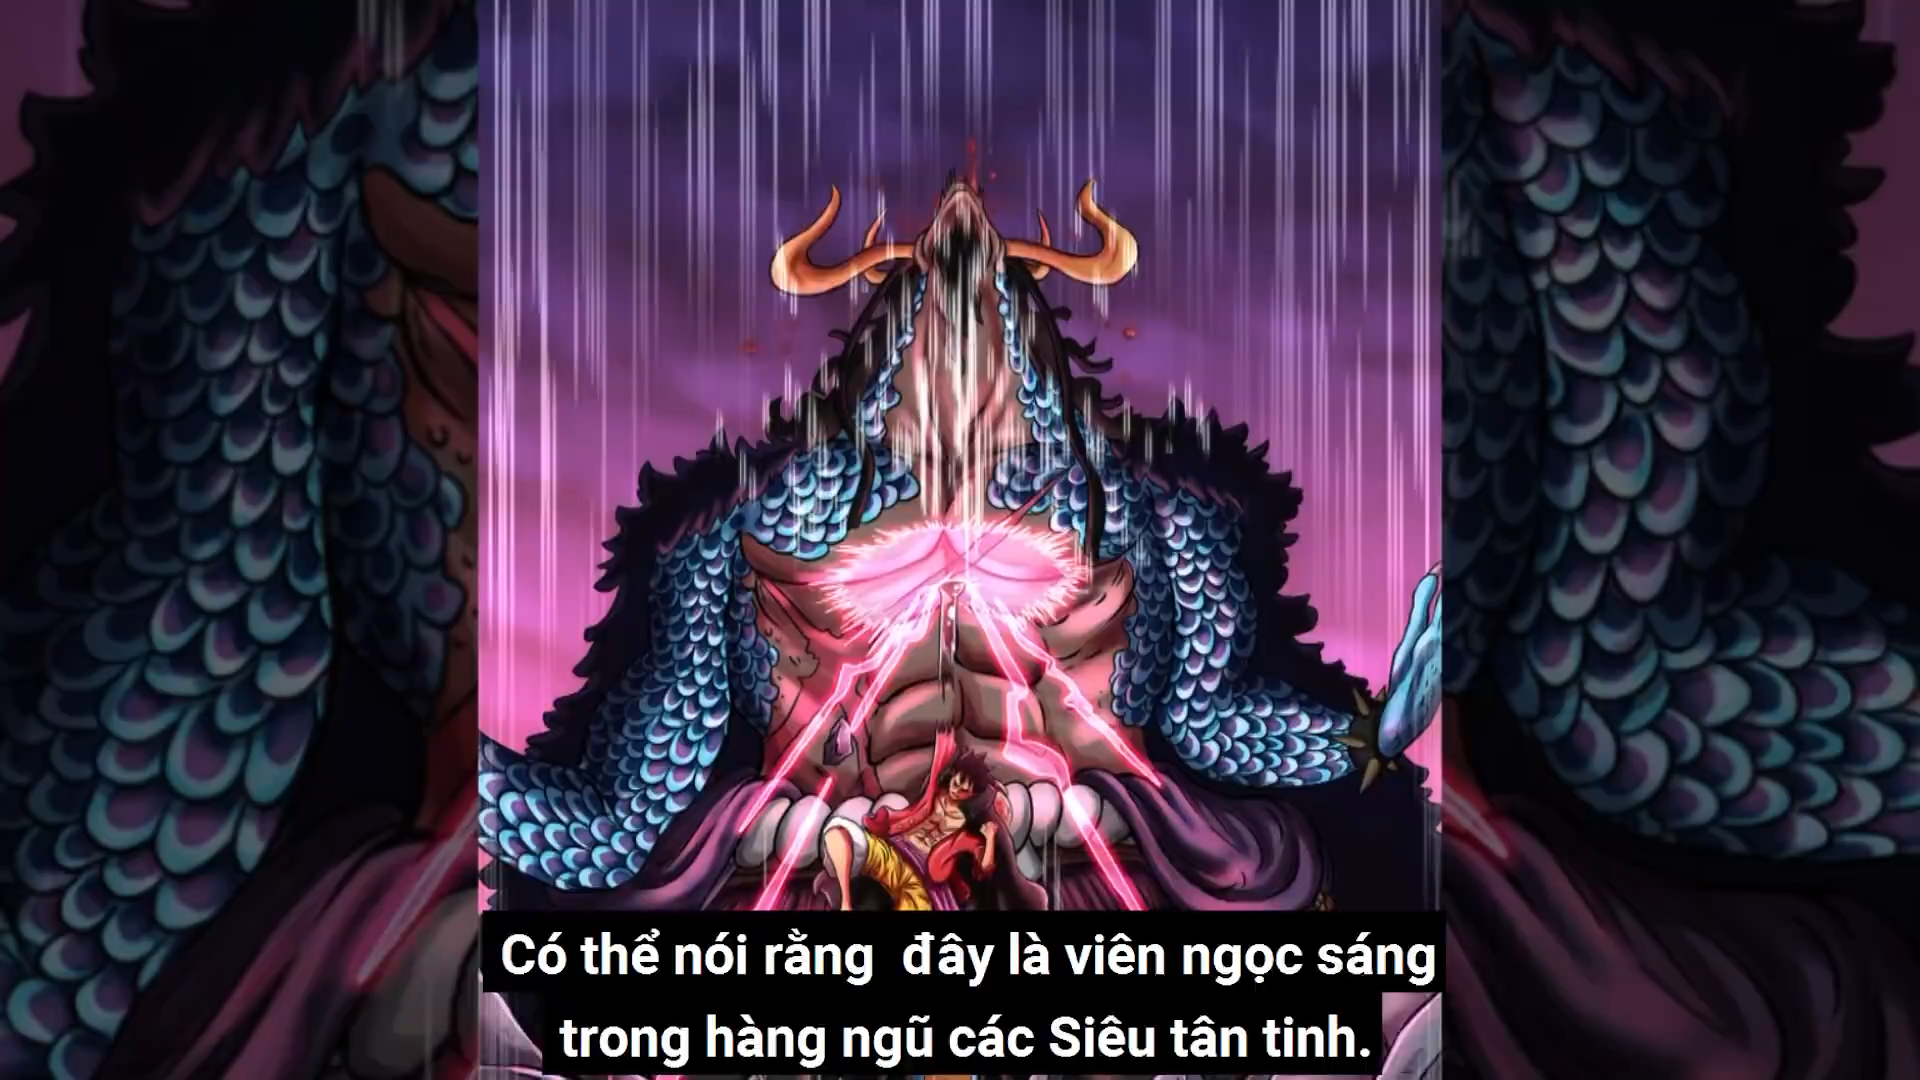 Có thể nói rằng  đây là viên ngọc sáng
trong hàng ngũ các Siêu tân tinh.